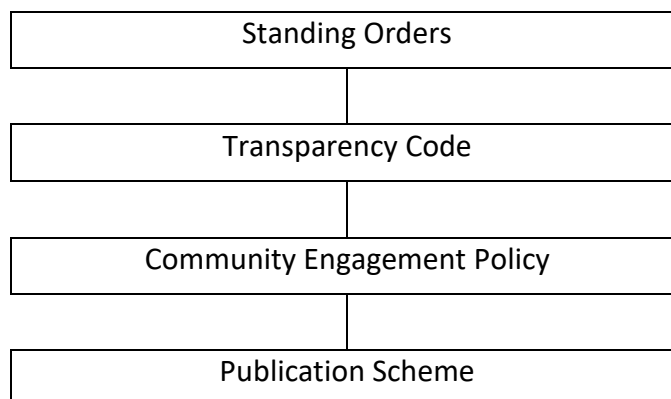 Standing Orders
Transparency Code
Community Engagement Policy
Publication Scheme